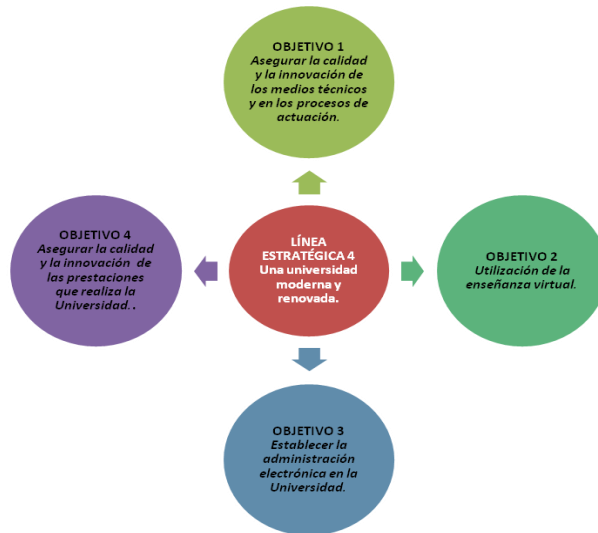 OBJETIVO 1
Asegurar la calidad
y la innovación de
los medios técnicos
y en los procesos de
actuación.
OBJETIVO 4
Asegurar la calidad
y la innovación de
las prestaciones
que realiza la
Universidad. .
LÍNEA
ESTRATÉGICA 4
Una universidad
moderna y
renovada.
OBJETIVO 2
Utilización de la
enseñanza virtual.
OBJETIVO 3
Establecer la
administración
electrónica en la
Universidad.